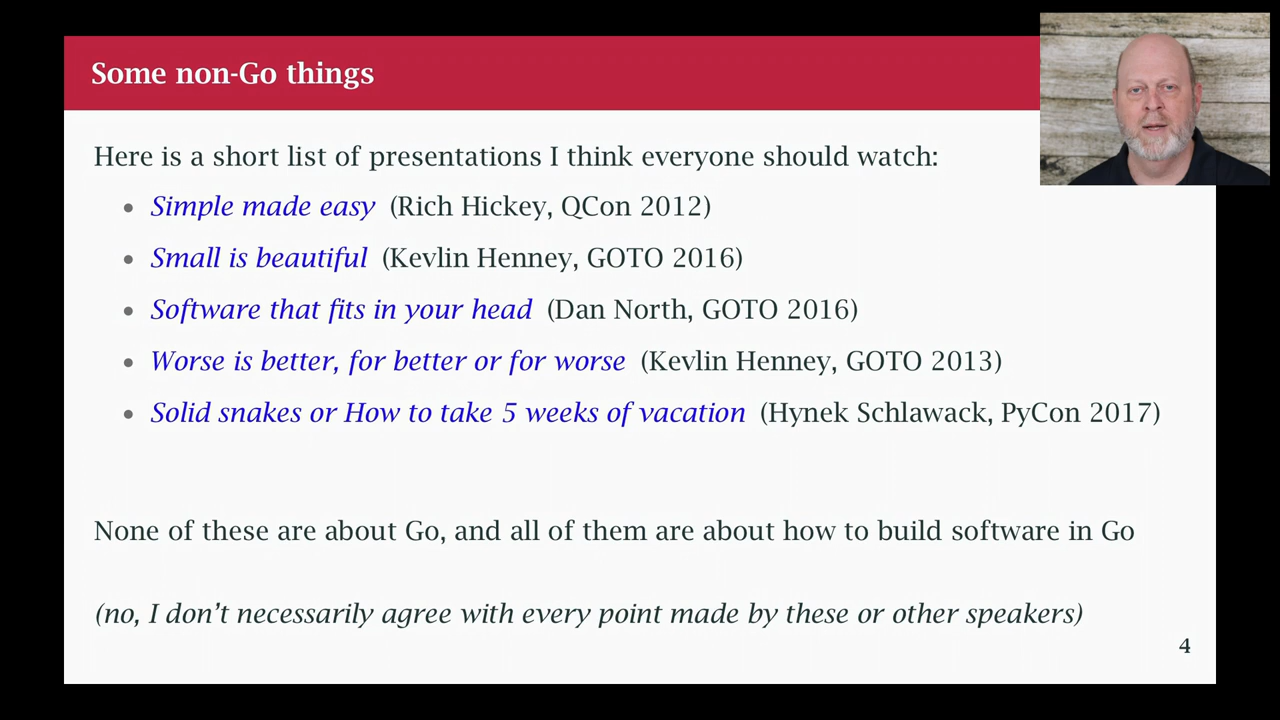 Some non-Go things
Here is a short list of presentations I think everyone should watch:
• Simple made easy (Rich Hickey, QCon 2012)
• Small is beautiful (Kevlin Henney, GOTO 2016)
• Software that fits in your head (Dan North, GOTO 2016)
• Worse is better, for better or for worse (Kevlin Henney, GOTO 2013)
• Solid snakes or How to take 5 weeks of vacation (Hynek Schlawack, PyCon 2017)
None of these are about Go, and all of them are about how to build software in Go
(no, I don't necessarily agree with every point made by these or other speakers)
4